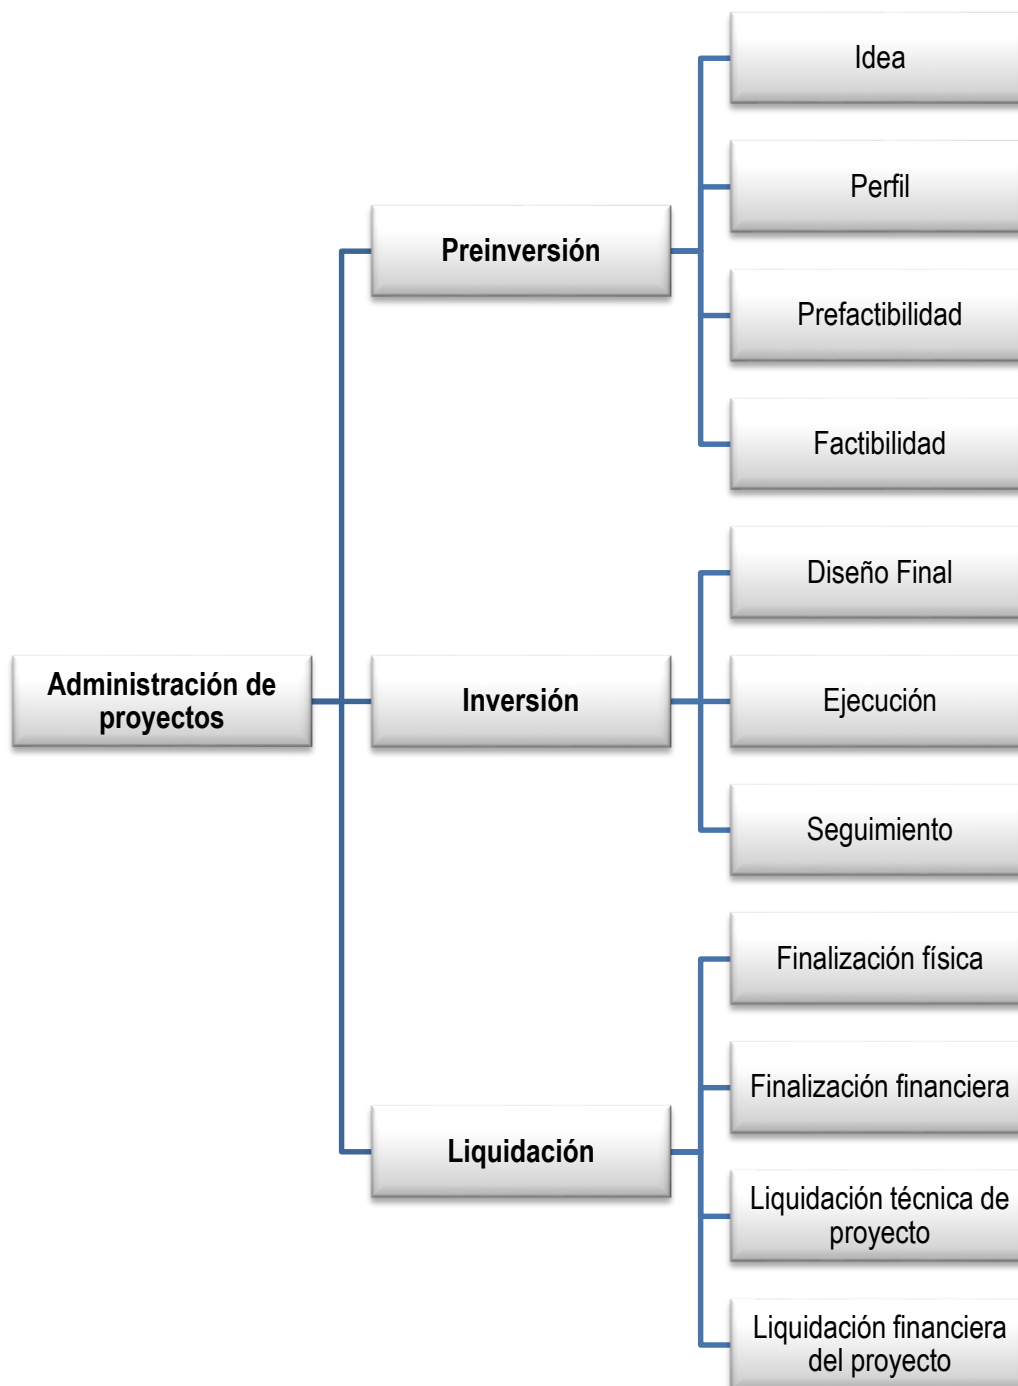 Idea
Perfil
Preinversión
Prefactibilidad
Factibilidad
Diseño Final
Administración de
proyectos
Inversión
Ejecución
Seguimiento
Finalización física
Finalización financiera
Liquidación
Liquidación técnica de
proyecto
Liquidación financiera
del proyecto